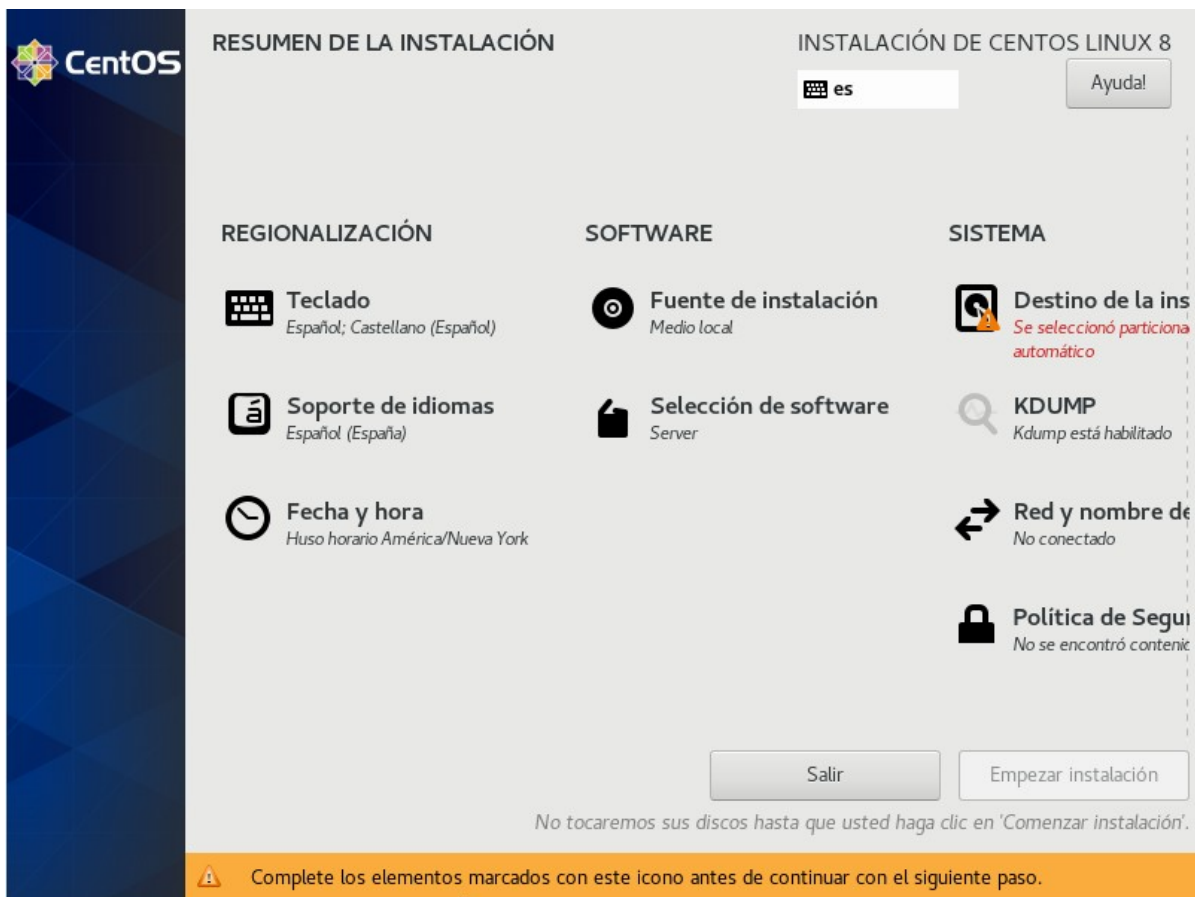 CentOS
RESUMEN DE LA INSTALACIÓN
INSTALACIÓN DE CENTOS LINUX 8
es
Ayuda!
REGIONALIZACIÓN
Teclado
Español; Castellano (Español)
Soporte de idiomas
Español (España)
Fecha y hora
Huso horario América/Nueva York
SOFTWARE
Fuente de instalación
Medio local
Selección de software
Server
SISTEMA
Destino de la ins
Se seleccionó particiona
automático
KDUMP
Kdump está habilitado
Red y nombre de
No conectado
Política de Segu
No se encontró conteni
Salir
Empezar instalación
No tocaremos sus discos hasta que usted haga clic en 'Comenzar instalación'.
Complete los elementos marcados con este icono antes de continuar con el siguiente paso.